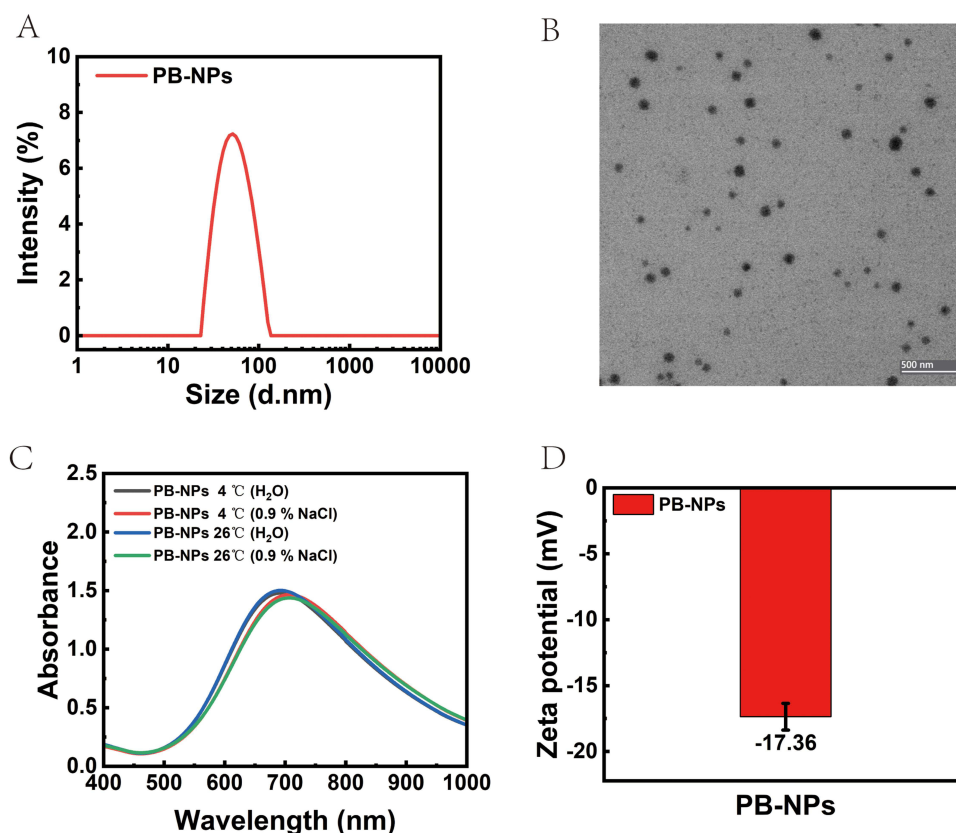 A
10
8
6
4
2
0
Intensity (%)
PB-NPs
1 10 100 1000 10000
Size (d.nm)
B
500 nm
C
2.5
2.0
1.5
1.0
0.5
0.0
Absorbance
PB-NPs 4 ℃ (H₂O)
PB-NPs 4 ℃ (0.9 % NaCl)
PB-NPs 26℃ (H₂O)
PB-NPs 26℃ (0.9 % NaCl)
400 500 600 700 800 900 1000
Wavelength (nm)
D
0
-5
-10
-15
-20
Zeta potential (mV)
PB-NPs
-17.36
PB-NPs